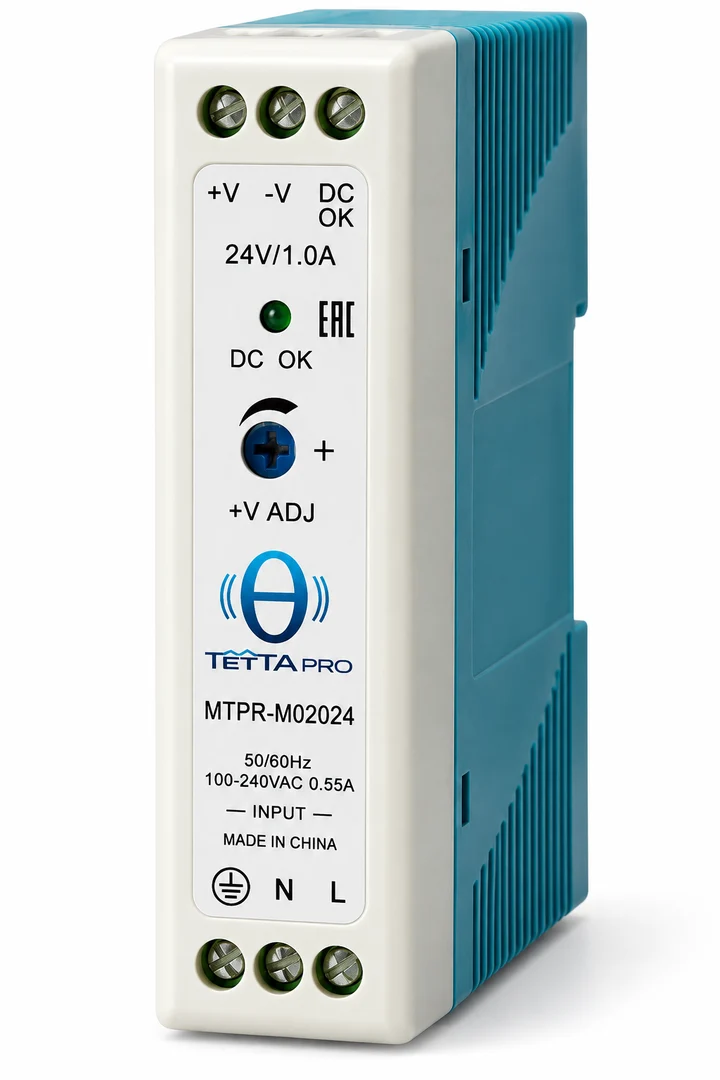 +V -V DC
OK
24V/1.0A
EAC
DC OK
+
+V ADJ
TETTA PRO
MTPR-M02024
50/60Hz
100-240VAC 0.55A
— INPUT —
MADE IN CHINA
N L